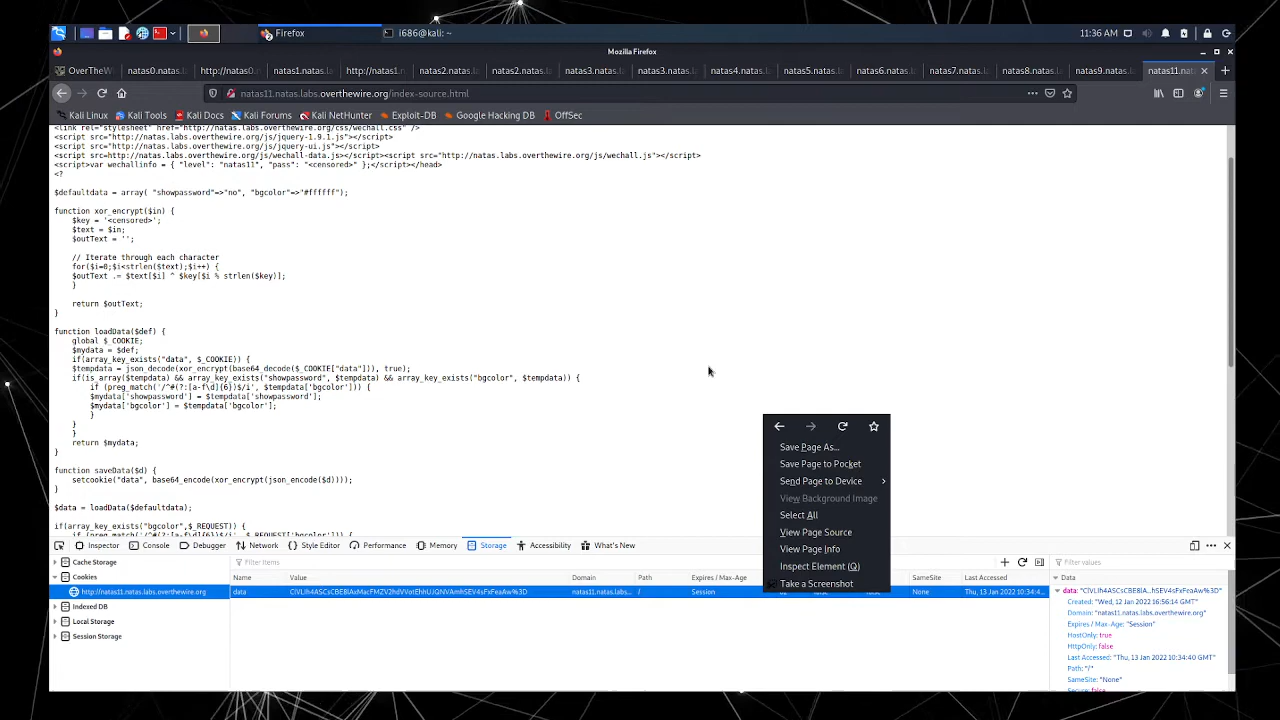 Firefox
i686@kali: ~
11:36 AM
Mozilla Firefox
OverTheW
natas0.natas.l
http://natas0
natas1.natas.la
http://natas1.n
natas2.natas.la
natas2.natas.la
natas3.natas.la
natas3.natas.la
natas4.natas.la
natas5.natas.la
natas6.natas.la
natas7.natas.la
natas8.natas.la
natas9.natas.la
natas11.nat
natas11.natas.labs.overthewire.org/index-source.html
Kali Linux
Kali Tools
Kali Docs
Kali Forums
Kali NetHunter
Exploit-DB
Google Hacking DB
OffSec
<link rel="stylesheet" href="http://natas.labs.overthewire.org/css/wechall.css" />
<script src="http://natas.labs.overthewire.org/js/jquery-1.9.1.js"></script>
<script src="http://natas.labs.overthewire.org/js/jquery-ui.js"></script>
<script src="http://natas.labs.overthewire.org/js/wechall-data.js"></script><script src="http://natas.labs.overthewire.org/js/wechall.js"></script>
<script>var wechallinfo = { "level": "natas11", "pass": "<censored>" };</script></head>
<?
$defaultdata = array( "showpassword"=>"no", "bgcolor"=>"#ffffff");
function xor_encrypt($in) {
$key = '<censored>';
$text = $in;
$outText = '';
// Iterate through each character
for($i=0;$i<strlen($text);$i++) {
$outText .= $text[$i] ^ $key[$i % strlen($key)];
}
return $outText;
}
function loadData($def) {
global $_COOKIE;
$mydata = $def;
if(array_key_exists("data", $_COOKIE)) {
$tempdata = json_decode(xor_encrypt(base64_decode($_COOKIE["data"])), true);
if(is_array($tempdata) && array_key_exists("showpassword", $tempdata) && array_key_exists("bgcolor", $tempdata)) {
if (preg_match('/^#(?:[a-f\d]{6})$/i', $tempdata['bgcolor'])) {
$mydata['showpassword'] = $tempdata['showpassword'];
$mydata['bgcolor'] = $tempdata['bgcolor'];
}
}
}
return $mydata;
}
function saveData($d) {
setcookie("data", base64_encode(xor_encrypt(json_encode($d))));
}
$data = loadData($defaultdata);
if(array_key_exists("bgcolor",$_REQUEST)) {
if (preg_match('/^#(?:[a-f\d]{6})$/i', $_REQUEST['bgcolor'])) {
Save Page As...
Save Page to Pocket
Send Page to Device
View Background Image
Select All
View Page Source
View Page Info
Inspect Element (Q)
Take a Screenshot
Inspector
Console
Debugger
Network
Style Editor
Performance
Memory
Storage
Accessibility
What's New
Cache Storage
Cookies
http://natas11.natas.labs.overthewire.org
Indexed DB
Local Storage
Session Storage
Filter Items
Name
Value
Domain
Path
Expires / Max-Age
SameSite
Last Accessed
data
natas11.natas.labs...
/
Session
None
Thu, 13 Jan 2022 10:34:4...
Filter values
Data
Created: "Wed, 12 Jan 2022 16:56:14 GMT"
Domain: "natas11.natas.labs.overthewire.org"
Expires / Max-Age: "Session"
HostOnly: true
HttpOnly: false
Last Accessed: "Thu, 13 Jan 2022 10:34:40 GMT"
Path: "/"
SameSite: "None"
Secure: false